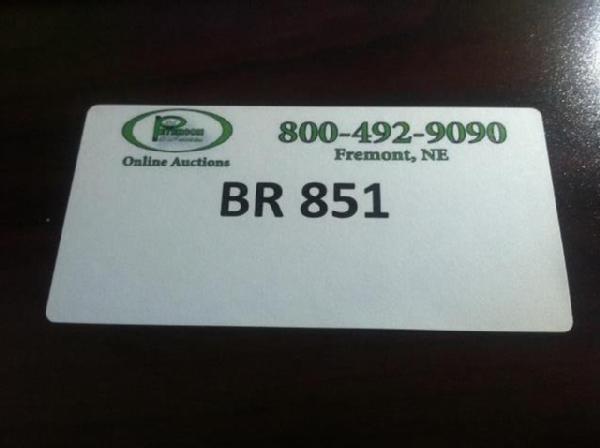 800-492-9090
Online Auctions
Fremont, NE
BR 851